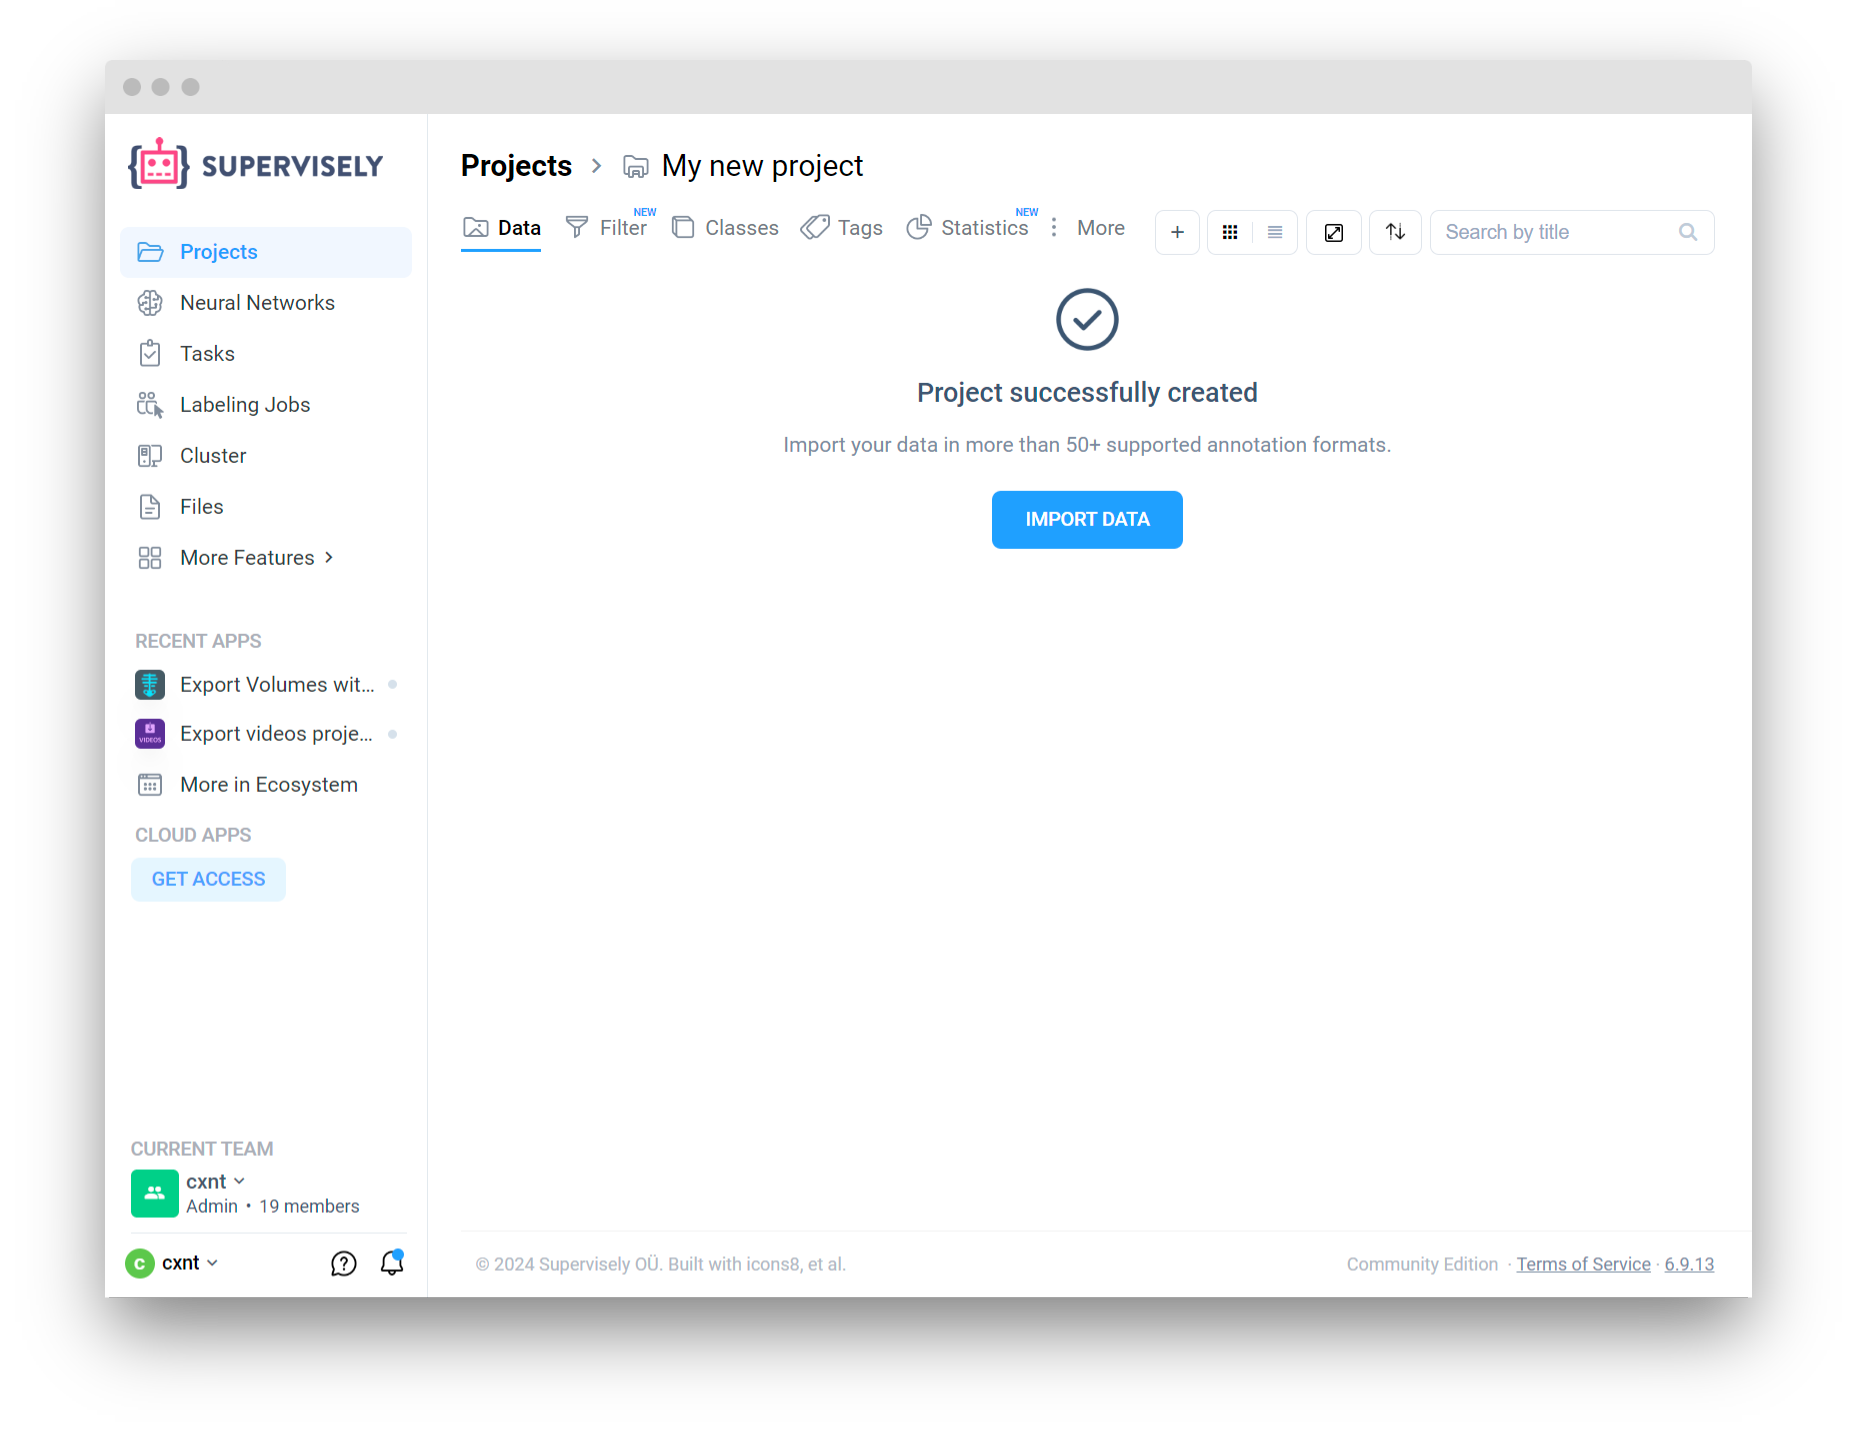 SUPERVISELY
Projects
Neural Networks
Tasks
Labeling Jobs
Cluster
Files
More Features
RECENT APPS
Export Volumes wit...
VIDEOS
Export videos proje...
More in Ecosystem
CLOUD APPS
GET ACCESS
CURRENT TEAM
cxnt
Admin • 19 members
c cxnt
Projects > My new project
Data Filter NEW Classes Tags Statistics NEW More
Search by title
Project successfully created
Import your data in more than 50+ supported annotation formats.
IMPORT DATA
© 2024 Supervisely OÜ. Built with icons8, et al.
Community Edition · Terms of Service · 6.9.13